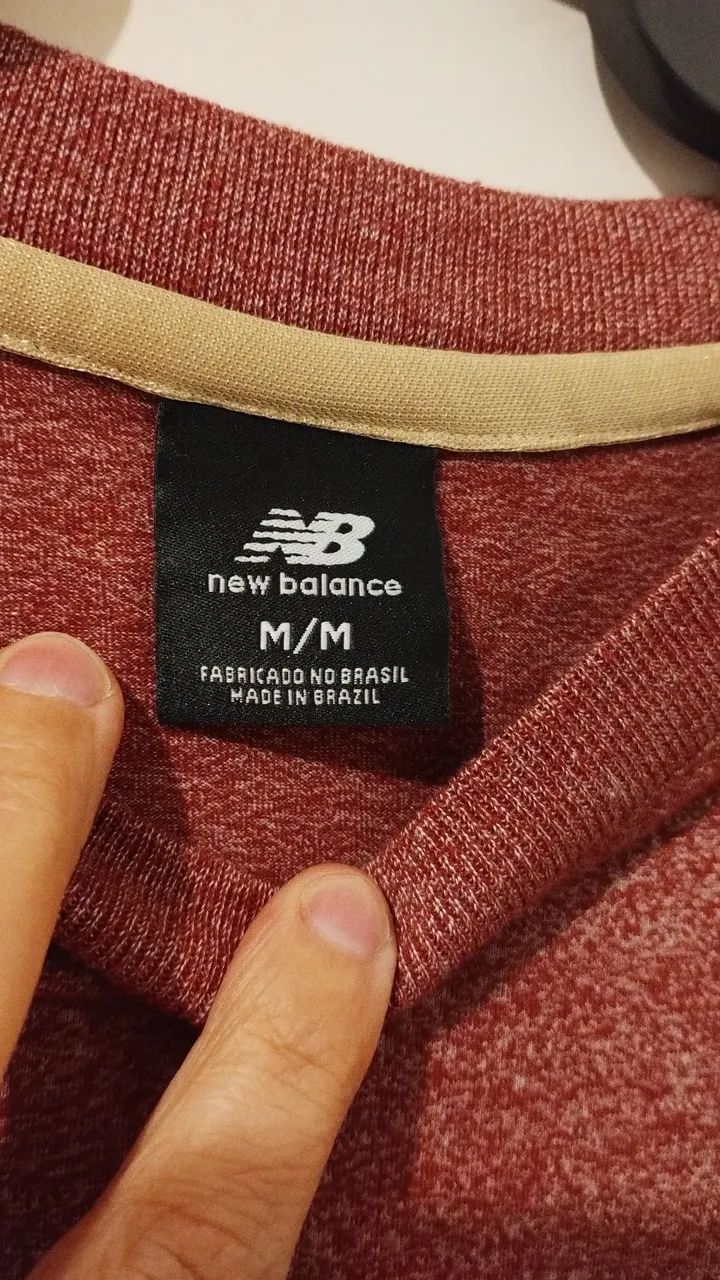 NB
new balance
M/M
FABRICADO NO BRASIL
MADE IN BRAZIL